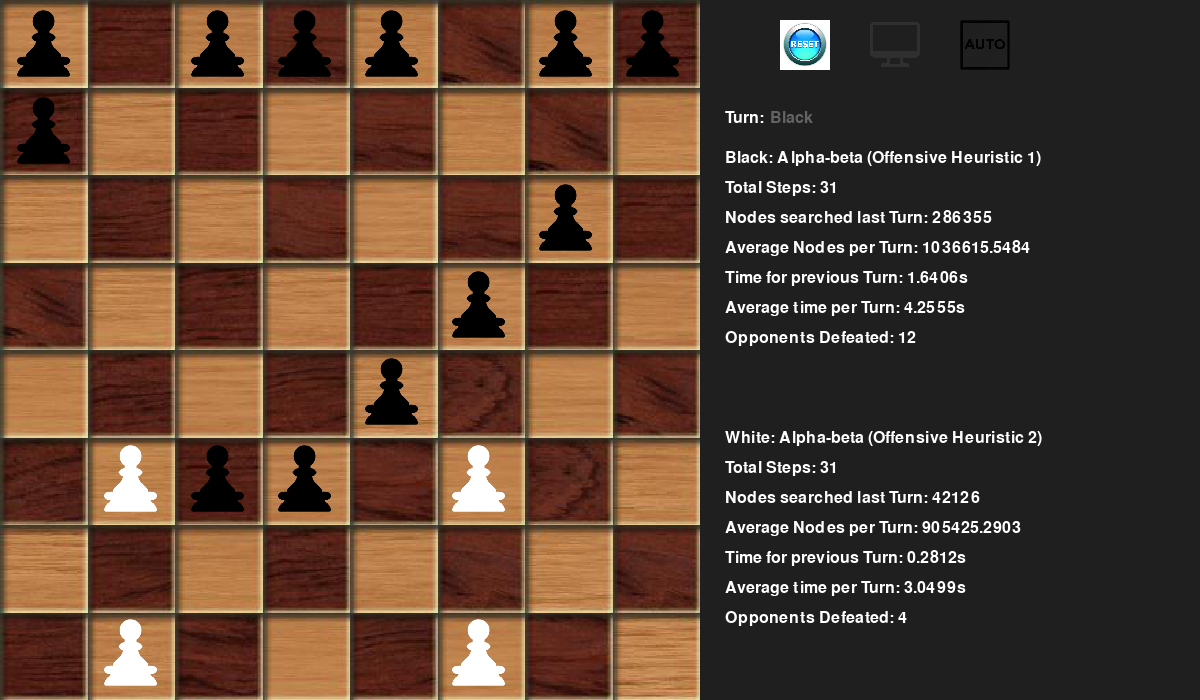 RESET
AUTO
Turn: Black
Black: Alpha-beta (Offensive Heuristic 1)
Total Steps: 31
Nodes searched last Turn: 286355
Average Nodes per Turn: 1036615.5484
Time for previous Turn: 1.6406s
Average time per Turn: 4.2555s
Opponents Defeated: 12
White: Alpha-beta (Offensive Heuristic 2)
Total Steps: 31
Nodes searched last Turn: 42126
Average Nodes per Turn: 905425.2903
Time for previous Turn: 0.2812s
Average time per Turn: 3.0499s
Opponents Defeated: 4